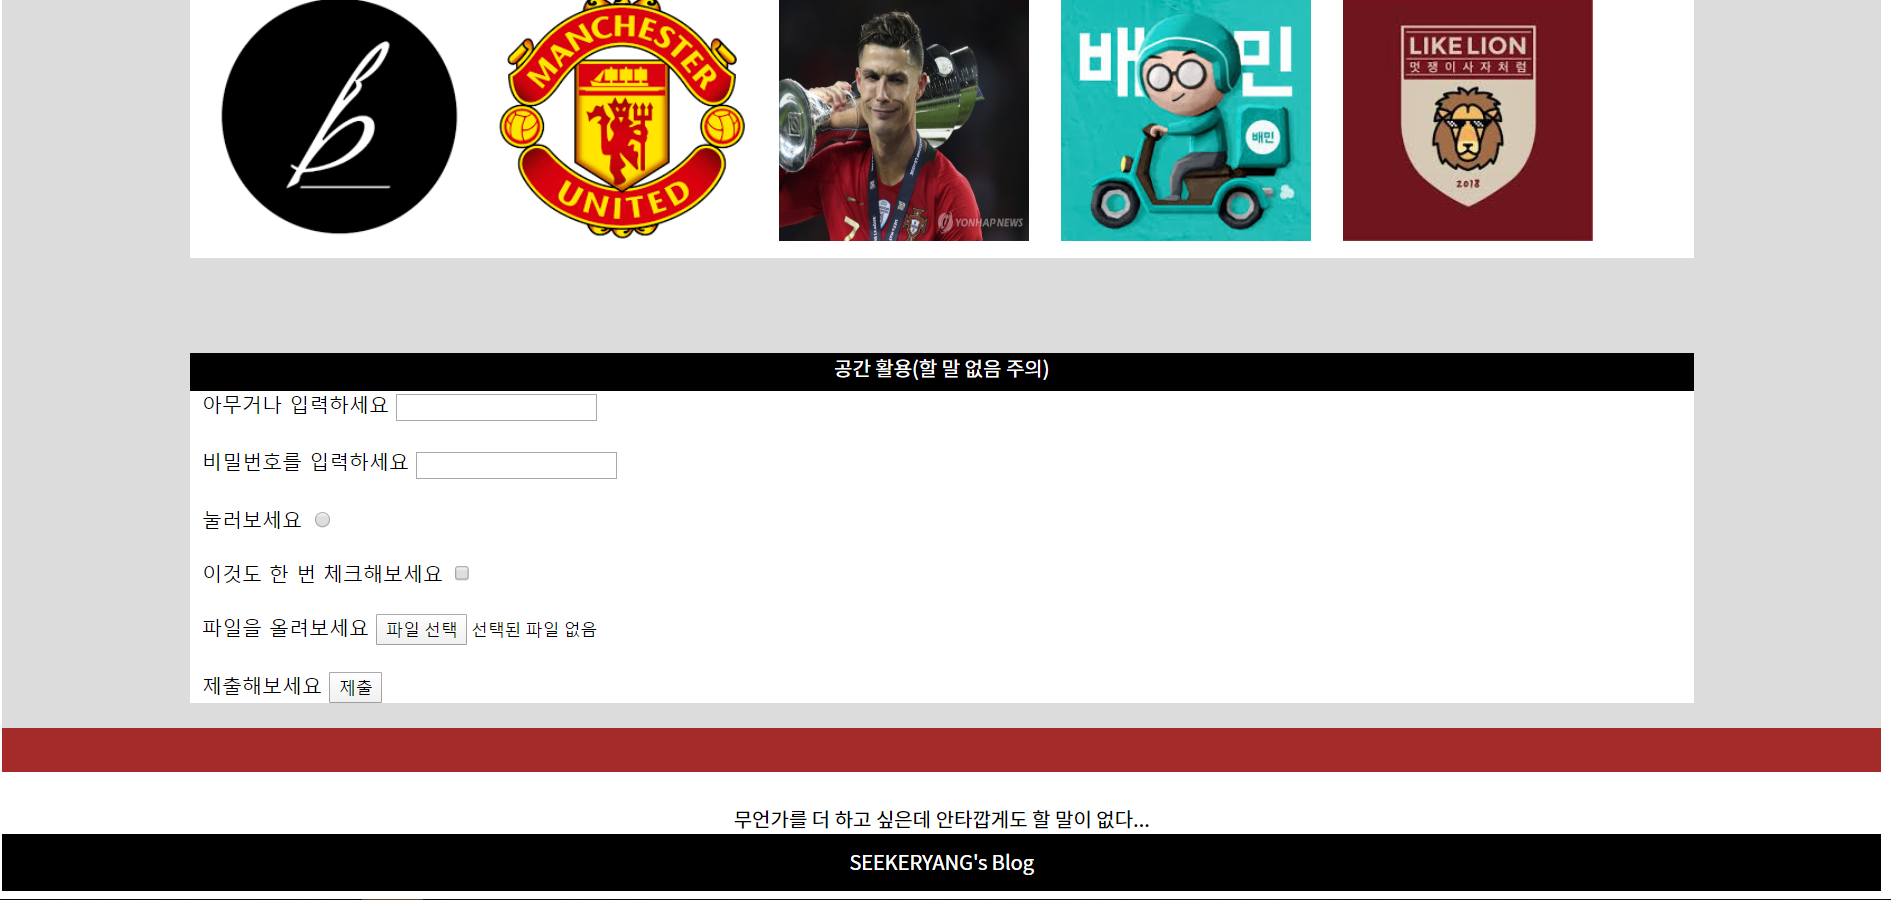 MANCHESTER
UNITED
7
YONHAP NEWS
배민
배민
LIKE LION
멋쟁이사자처럼
2018
공간 활용(할 말 없음 주의)
아무거나 입력하세요
비밀번호를 입력하세요
눌러보세요
이것도 한 번 체크해보세요
파일을 올려보세요 파일 선택 선택된 파일 없음
제출해보세요 제출
무언가를 더 하고 싶은데 안타깝게도 할 말이 없다...
SEEKERYANG's Blog